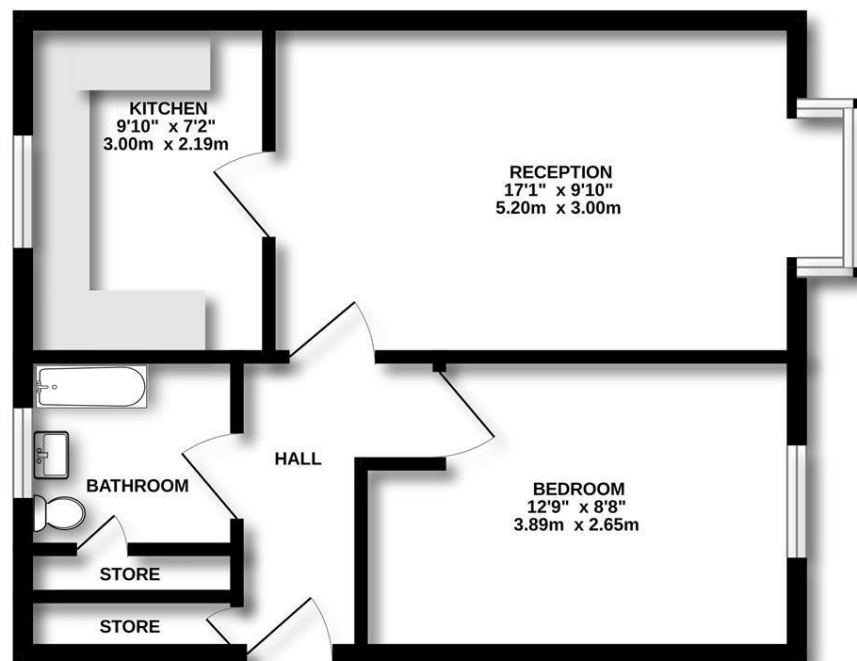 KITCHEN
9'10" x 7'2"
3.00m x 2.19m
RECEPTION
17'1" x 9'10"
5.20m x 3.00m
HALL
BATHROOM
BEDROOM
12'9" x 8'8"
3.89m x 2.65m
STORE
STORE